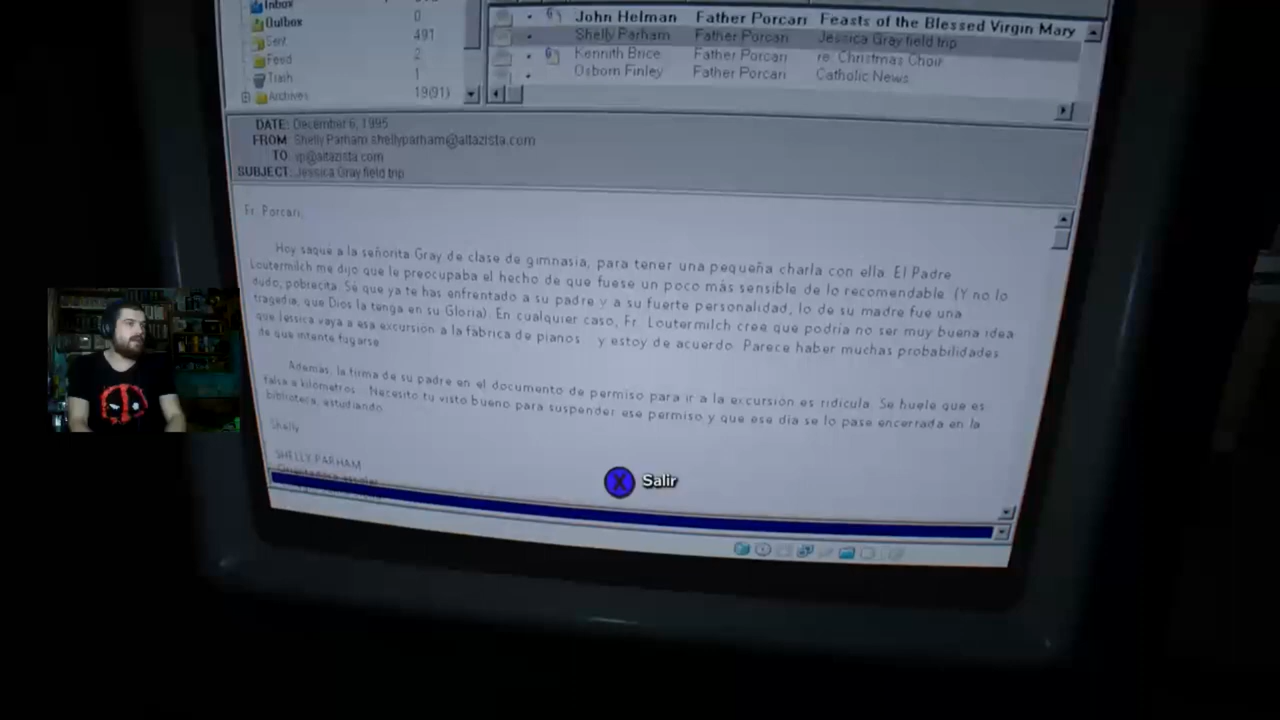 Inbox
Outbox 0
Sent 491
Feed 2
Trash 1
Archives 19(91)
John Helman Father Porcari Feasts of the Blessed Virgin Mary
Shelly Parham Father Porcari Jessica Gray field trip
Kennith Brice Father Porcari re: Christmas Choir
Osborn Finley Father Porcari Catholic News
DATE: December 6, 1995
FROM: Shelly Parham shellyparham@altazista.com
TO: vp@altazista.com
SUBJECT: Jessica Gray field trip
Fr. Porcari,
Hoy saqué a la señorita Gray de clase de gimnasia, para tener una pequeña charla con ella. El Padre
Loutermilch me dijo que le preocupaba el hecho de que fuese un poco más sensible de lo recomendable. (Y no lo
dudo, pobrecita. Sé que ya te has enfrentado a su padre y a su fuerte personalidad, lo de su madre fue una
tragedia, que Dios la tenga en su Gloria). En cualquier caso, Fr. Loutermilch cree que podría no ser muy buena idea
que Jessica vaya a esa excursión a la fábrica de pianos... y estoy de acuerdo. Parece haber muchas probabilidades
de que intente fugarse.
Además, la firma de su padre en el documento de permiso para ir a la excursión es ridícula. Se huele que es
falsa a kilómetros... Necesito tu visto bueno para suspender ese permiso y que ese día se lo pase encerrada en la
biblioteca, estudiando.
Shelly
SHELLY PARHAM
Orientadora escolar
X Salir